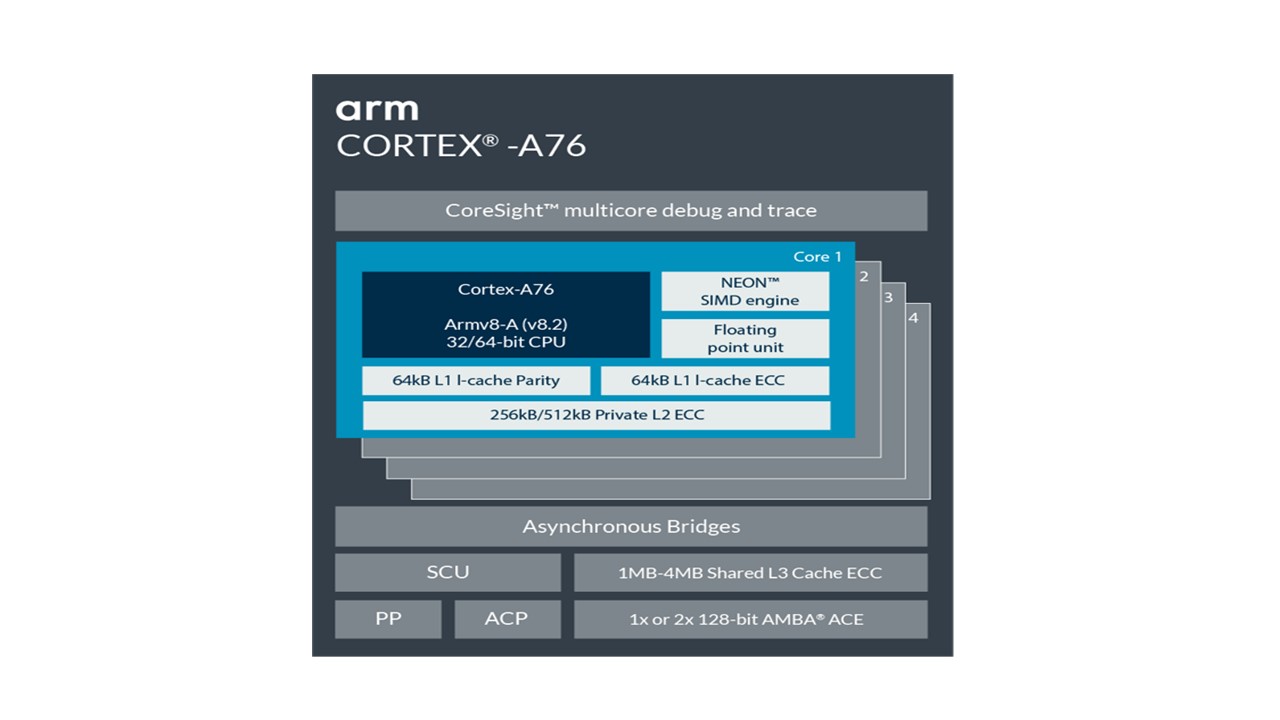 arm
CORTEX® -A76
CoreSight™ multicore debug and trace
Core 1
2
3
4
Cortex-A76
Armv8-A (v8.2)
32/64-bit CPU
NEON™
SIMD engine
Floating
point unit
64kB L1 l-cache Parity
64kB L1 l-cache ECC
256kB/512kB Private L2 ECC
Asynchronous Bridges
SCU
1MB-4MB Shared L3 Cache ECC
PP
ACP
1x or 2x 128-bit AMBA® ACE